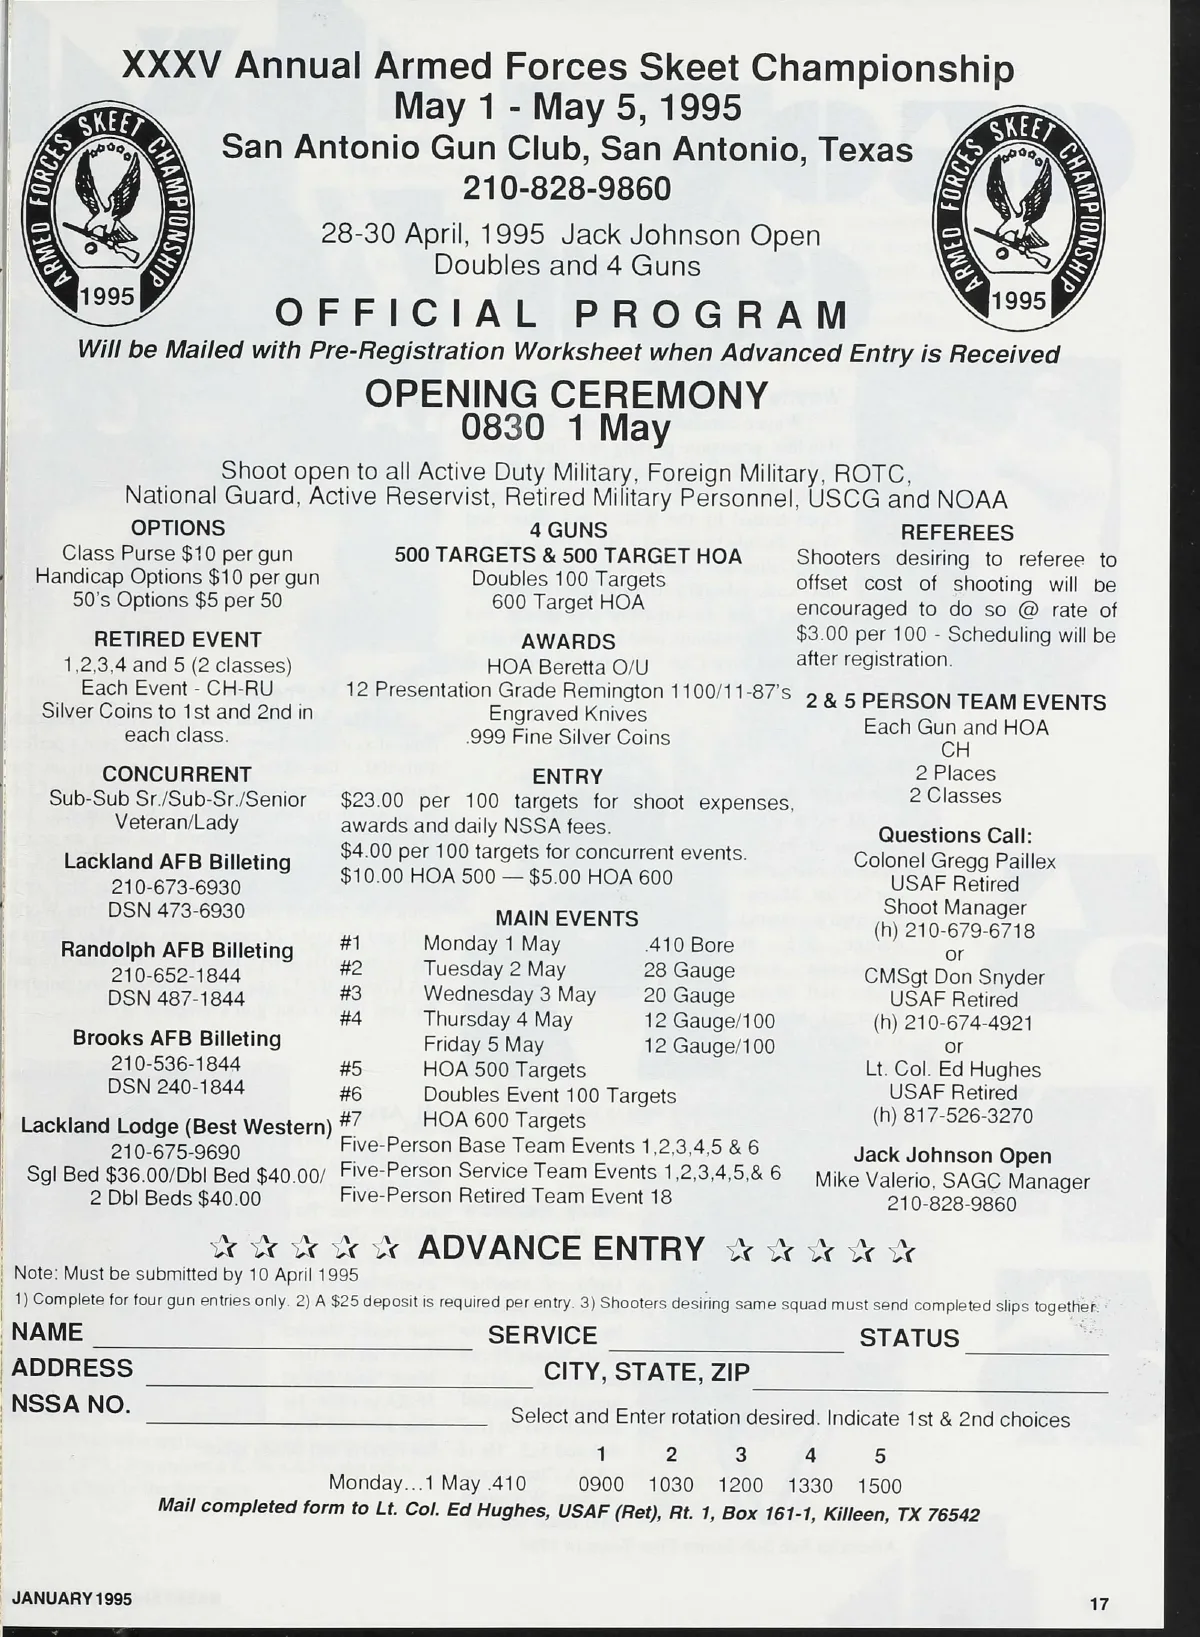 XXXV Annual Armed Forces Skeet Championship
May 1 - May 5, 1995
San Antonio Gun Club, San Antonio, Texas
210-828-9860
28-30 April, 1995 Jack Johnson Open
Doubles and 4 Guns
ARMED FORCES SKEET CHAMPIONSHIP
1995
ARMED FORCES SKEET CHAMPIONSHIP
1995
OFFICIAL PROGRAM
Will be Mailed with Pre-Registration Worksheet when Advanced Entry is Received
OPENING CEREMONY
0830 1 May
Shoot open to all Active Duty Military, Foreign Military, ROTC,
National Guard, Active Reservist, Retired Military Personnel, USCG and NOAA
OPTIONS
Class Purse $10 per gun
Handicap Options $10 per gun
50's Options $5 per 50
RETIRED EVENT
1,2,3,4 and 5 (2 classes)
Each Event - CH-RU
Silver Coins to 1st and 2nd in
each class.
CONCURRENT
Sub-Sub Sr./Sub-Sr./Senior
Veteran/Lady
Lackland AFB Billeting
210-673-6930
DSN 473-6930
Randolph AFB Billeting
210-652-1844
DSN 487-1844
Brooks AFB Billeting
210-536-1844
DSN 240-1844
Lackland Lodge (Best Western)
210-675-9690
Sgl Bed $36.00/Dbl Bed $40.00/
2 Dbl Beds $40.00
4 GUNS
500 TARGETS & 500 TARGET HOA
Doubles 100 Targets
600 Target HOA
AWARDS
HOA Beretta O/U
12 Presentation Grade Remington 1100/11-87's
Engraved Knives
.999 Fine Silver Coins
ENTRY
$23.00 per 100 targets for shoot expenses,
awards and daily NSSA fees.
$4.00 per 100 targets for concurrent events.
$10.00 HOA 500 — $5.00 HOA 600
MAIN EVENTS
#1 Monday 1 May .410 Bore
#2 Tuesday 2 May 28 Gauge
#3 Wednesday 3 May 20 Gauge
#4 Thursday 4 May 12 Gauge/100
Friday 5 May 12 Gauge/100
#5 HOA 500 Targets
#6 Doubles Event 100 Targets
#7 HOA 600 Targets
Five-Person Base Team Events 1,2,3,4,5 & 6
Five-Person Service Team Events 1,2,3,4,5,& 6
Five-Person Retired Team Event 18
REFEREES
Shooters desiring to referee to
offset cost of shooting will be
encouraged to do so @ rate of
$3.00 per 100 - Scheduling will be
after registration.
2 & 5 PERSON TEAM EVENTS
Each Gun and HOA
CH
2 Places
2 Classes
Questions Call:
Colonel Gregg Paillex
USAF Retired
Shoot Manager
(h) 210-679-6718
or
CMSgt Don Snyder
USAF Retired
(h) 210-674-4921
or
Lt. Col. Ed Hughes
USAF Retired
(h) 817-526-3270
Jack Johnson Open
Mike Valerio, SAGC Manager
210-828-9860
☆ ☆ ☆ ☆ ☆ ADVANCE ENTRY ☆ ☆ ☆ ☆ ☆
Note: Must be submitted by 10 April 1995
1) Complete for four gun entries only. 2) A $25 deposit is required per entry. 3) Shooters desiring same squad must send completed slips together.
NAME SERVICE STATUS
ADDRESS CITY, STATE, ZIP
NSSA NO. Select and Enter rotation desired. Indicate 1st & 2nd choices
1 2 3 4 5
Monday...1 May .410 0900 1030 1200 1330 1500
Mail completed form to Lt. Col. Ed Hughes, USAF (Ret), Rt. 1, Box 161-1, Killeen, TX 76542
JANUARY 1995 17